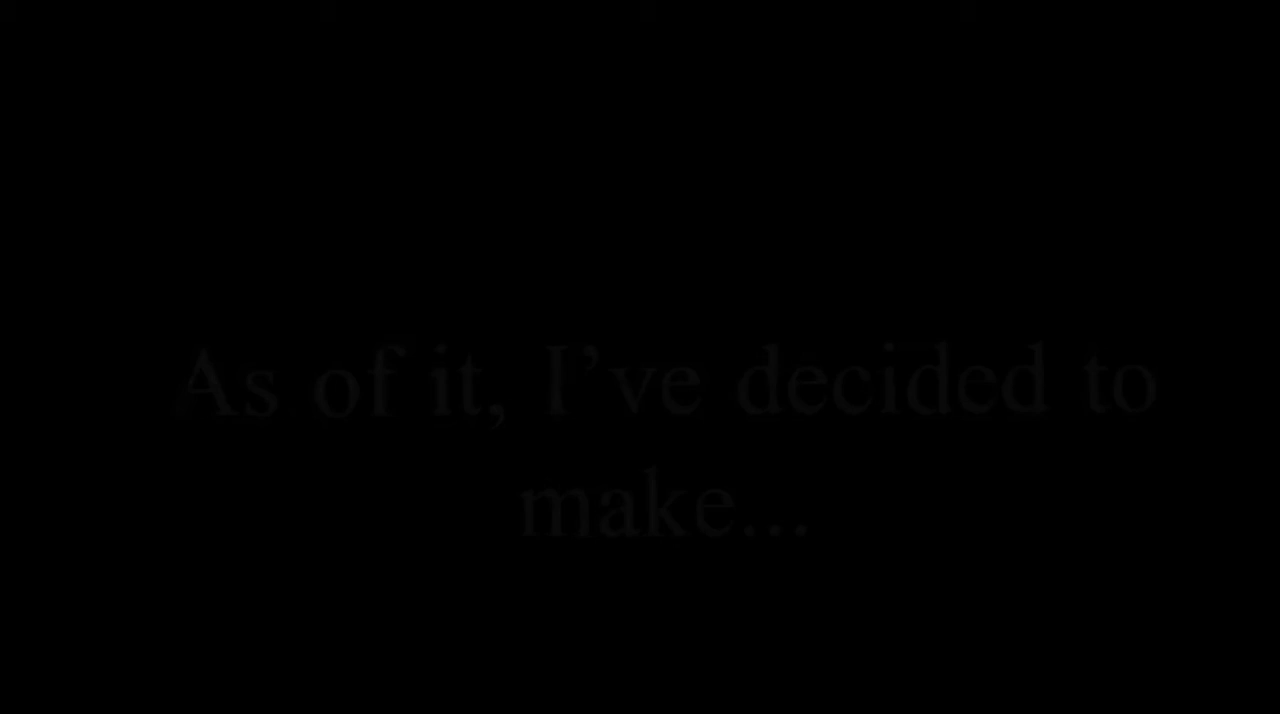 As of it, I’ve decided to
make...